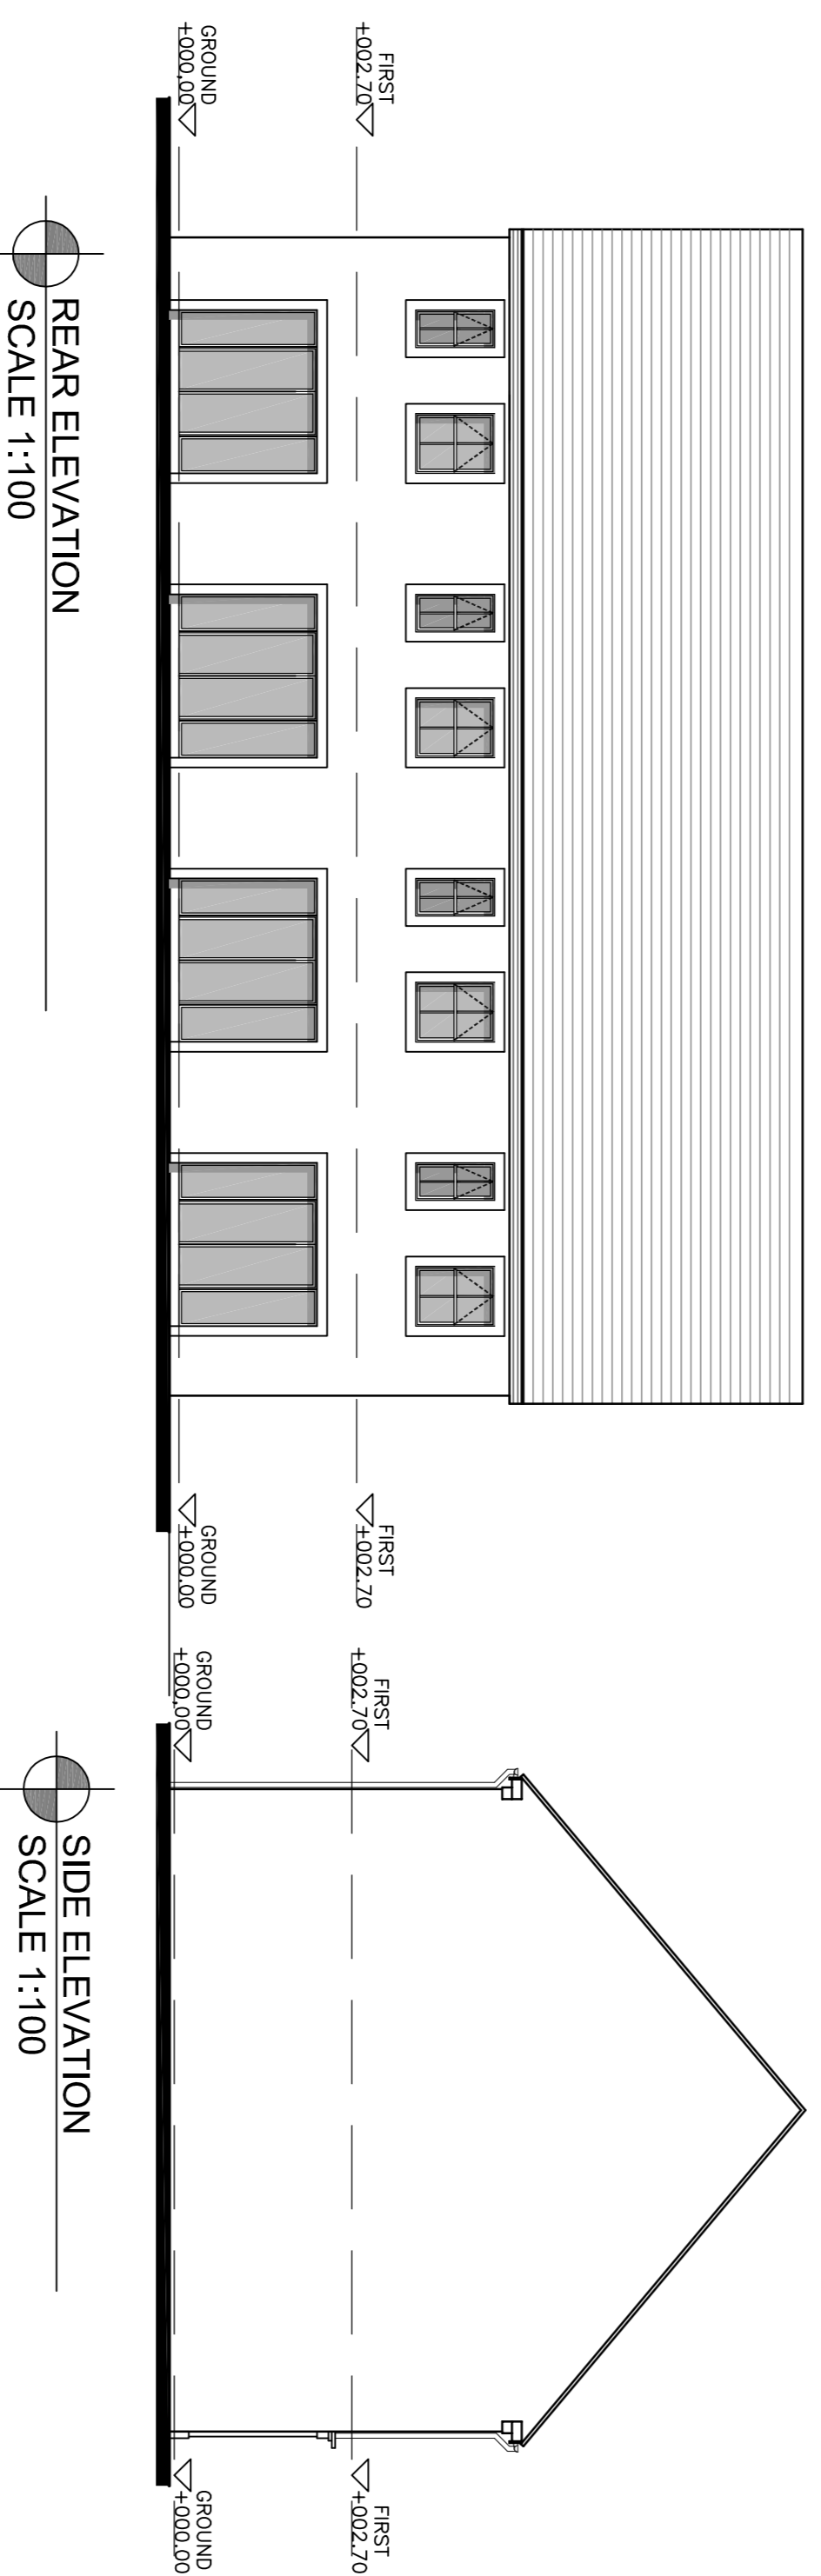 FIRST
+002.70
GROUND
+000.00
FIRST
+002.70
GROUND
+000.00
REAR ELEVATION
SCALE 1:100
FIRST
+002.70
GROUND
+000.00
FIRST
+002.70
GROUND
+000.00
SIDE ELEVATION
SCALE 1:100